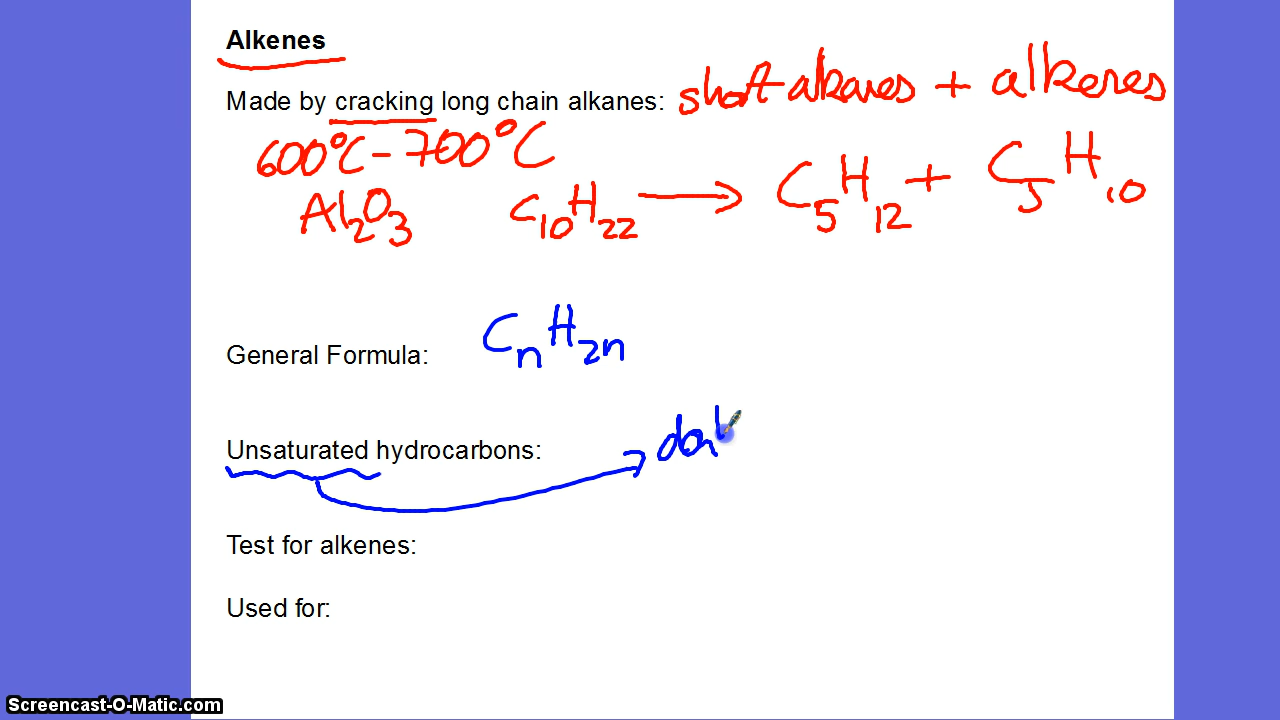 Alkenes
Made by cracking long chain alkanes: short alkanes + alkenes
600°C - 700°C
Al₂O₃ C₁₀H₂₂ → C₅H₁₂ + C₅H₁₀
General Formula: CₙH₂ₙ
Unsaturated hydrocarbons:
Test for alkenes:
Used for:
Screencast-O-Matic.com